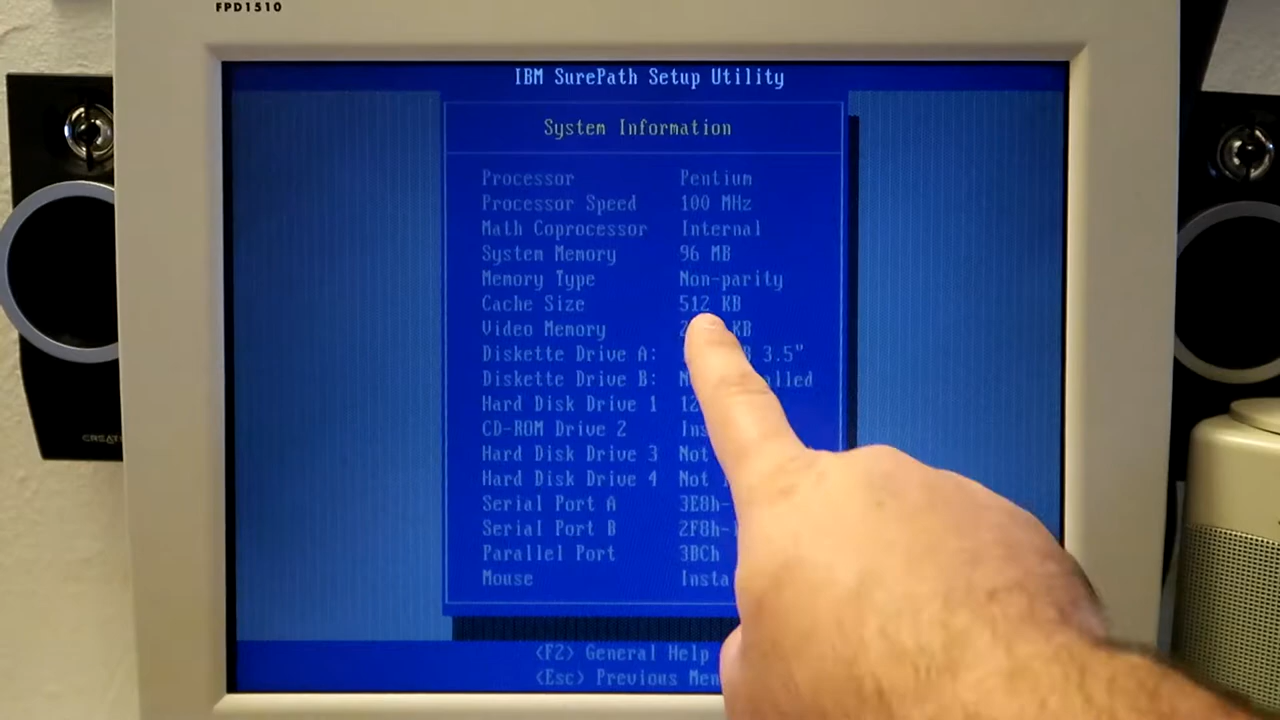 FPD1510
IBM SurePath Setup Utility
System Information
Processor Pentium
Processor Speed 100 MHz
Math Coprocessor Internal
System Memory 96 MB
Memory Type Non-parity
Cache Size 512 KB
Video Memory KB
Diskette Drive A: 3.5"
Diskette Drive B:
Hard Disk Drive 1
CD-ROM Drive 2
Hard Disk Drive 3 Not
Hard Disk Drive 4 Not
Serial Port A 3E8h-
Serial Port B 2F8h-
Parallel Port 3BCh
Mouse
<F2> General Help
<Esc> Previous